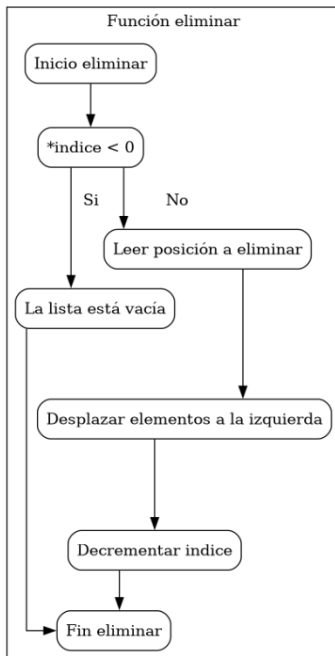 Función eliminar
Inicio eliminar
*indice < 0
Si
No
Leer posición a eliminar
La lista está vacía
Desplazar elementos a la izquierda
Decrementar indice
Fin eliminar